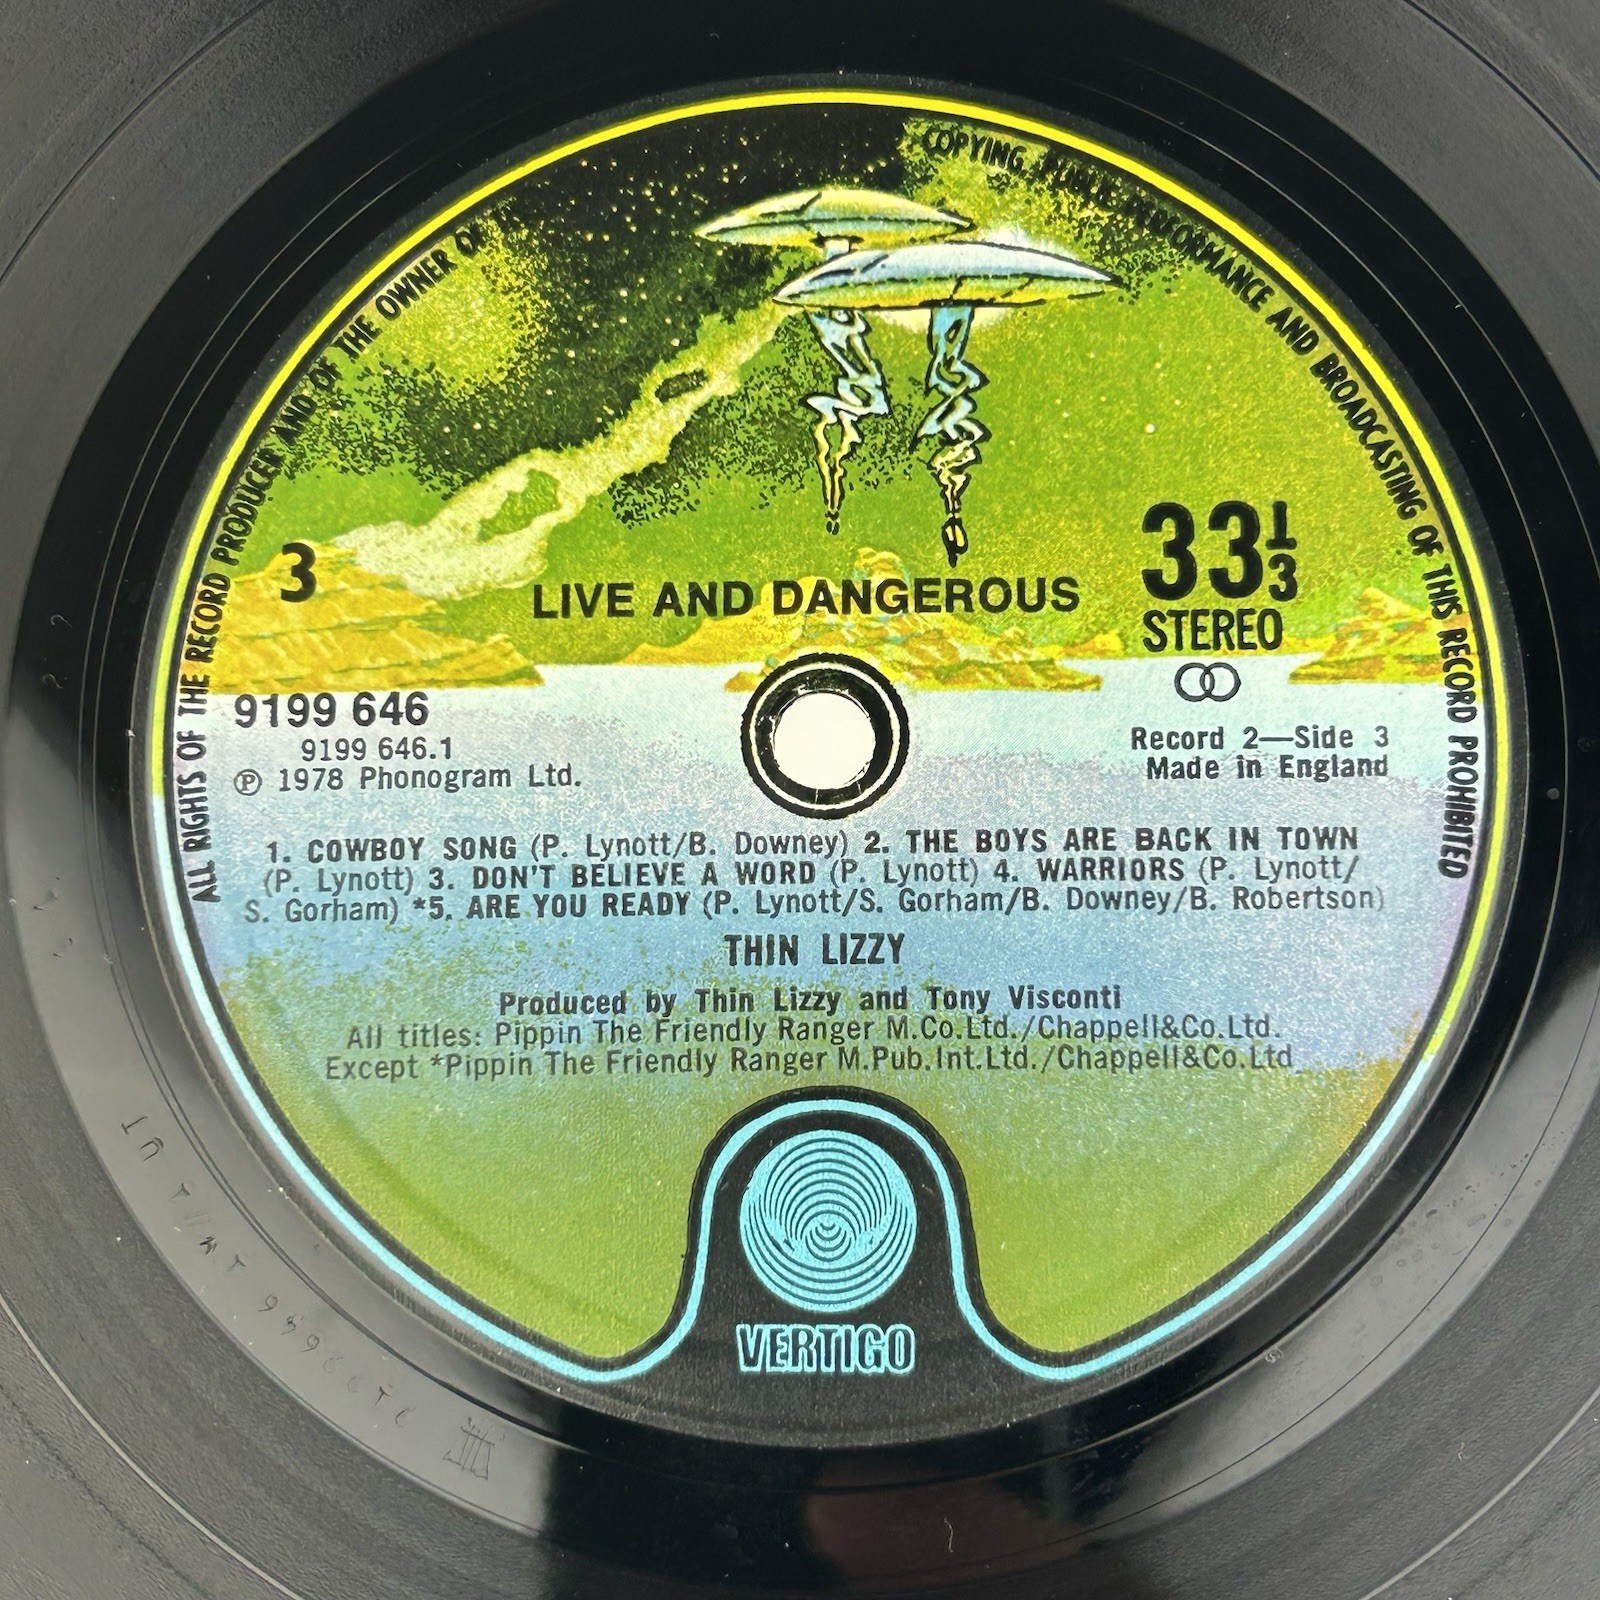 ALL RIGHTS OF THE RECORD PRODUCER AND OF THE OWNER OF
COPYING, PUBLIC PERFORMANCE AND BROADCASTING OF THIS RECORD PROHIBITED
3
LIVE AND DANGEROUS
33 1/3
STEREO
9199 646
9199 646.1
Ⓟ 1978 Phonogram Ltd.
Record 2—Side 3
Made in England
1. COWBOY SONG (P. Lynott/B. Downey) 2. THE BOYS ARE BACK IN TOWN
(P. Lynott) 3. DON'T BELIEVE A WORD (P. Lynott) 4. WARRIORS (P. Lynott/
S. Gorham) *5. ARE YOU READY (P. Lynott/S. Gorham/B. Downey/B. Robertson)
THIN LIZZY
Produced by Thin Lizzy and Tony Visconti
All titles: Pippin The Friendly Ranger M.Co.Ltd./Chappell&Co.Ltd.
Except *Pippin The Friendly Ranger M.Pub.Int.Ltd./Chappell&Co.Ltd
VERTIGO